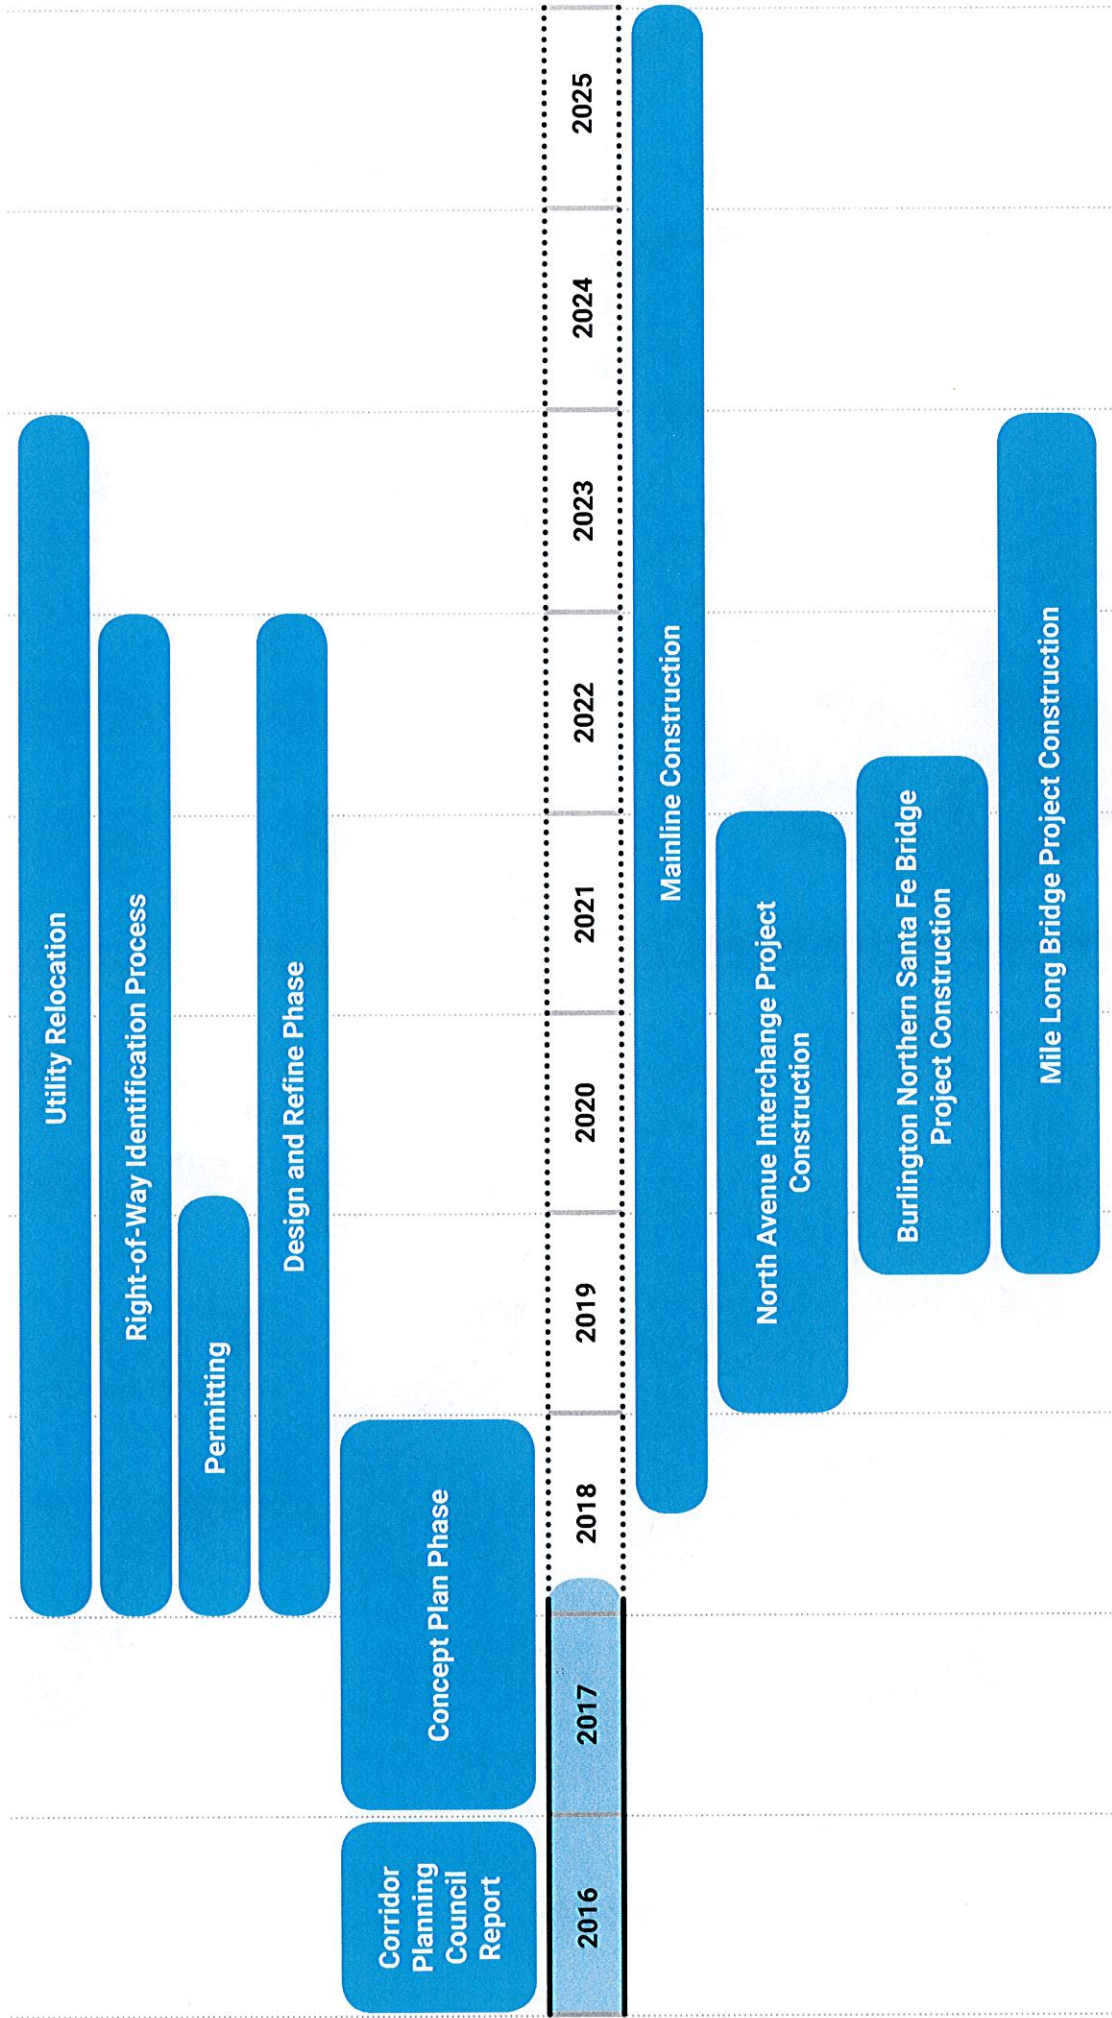 Utility Relocation
Right-of-Way Identification Process
Permitting
Design and Refine Phase
Corridor
Planning
Council
Report
Concept Plan Phase
2016
2017
2018
2019
2020
2021
2022
2023
2024
2025
Mainline Construction
North Avenue Interchange Project
Construction
Burlington Northern Santa Fe Bridge
Project Construction
Mile Long Bridge Project Construction